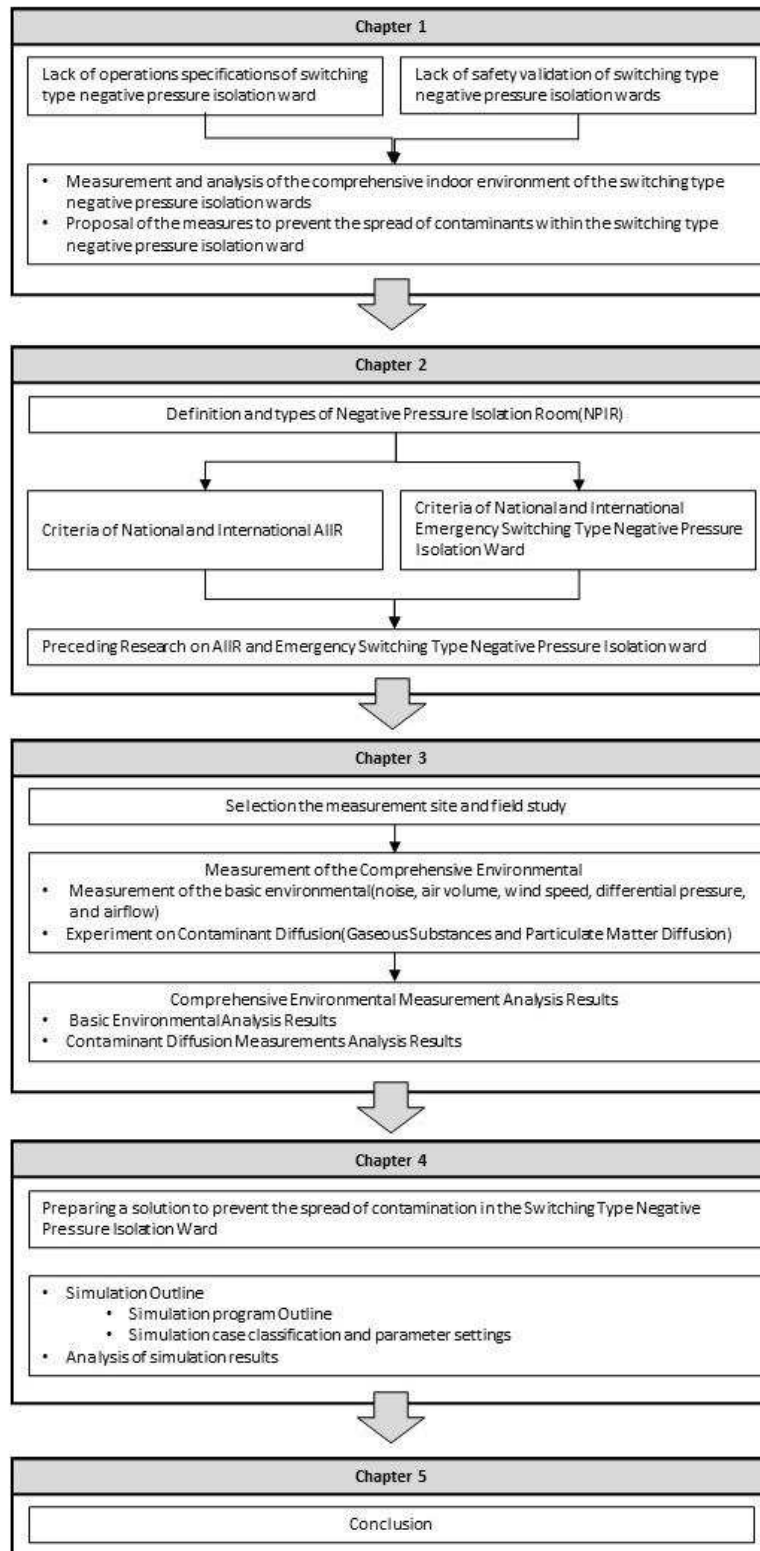 Chapter 1
Lack of operations specifications of switching
type negative pressure isolation ward
Lack of safety validation of switching type
negative pressure isolation wards
• Measurement and analysis of the comprehensive indoor environment of the switching type
negative pressure isolation wards
• Proposal of the measures to prevent the spread of contaminants within the switching type
negative pressure isolation ward
Chapter 2
Definition and types of Negative Pressure Isolation Room(NPIR)
Criteria of National and International AIIR
Criteria of National and International
Emergency Switching Type Negative Pressure
Isolation Ward
Preceding Research on AIIR and Emergency Switching Type Negative Pressure Isolation ward
Chapter 3
Selection the measurement site and field study
Measurement of the Comprehensive Environmental
• Measurement of the basic environmental(noise, air volume, wind speed, differential pressure,
and airflow)
• Experiment on Contaminant Diffusion(Gaseous Substances and Particulate Matter Diffusion)
Comprehensive Environmental Measurement Analysis Results
• Basic Environmental Analysis Results
• Contaminant Diffusion Measurements Analysis Results
Chapter 4
Preparing a solution to prevent the spread of contamination in the Switching Type Negative
Pressure Isolation Ward
• Simulation Outline
• Simulation program Outline
• Simulation case classification and parameter settings
• Analysis of simulation results
Chapter 5
Conclusion